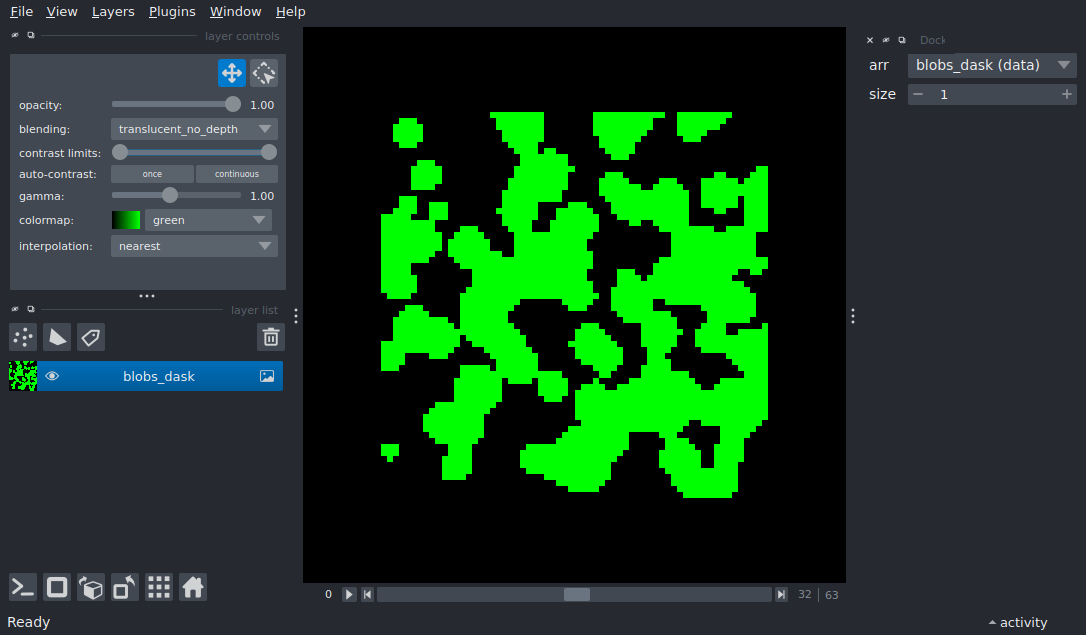 File View Layers Plugins Window Help
layer controls
opacity: 1.00
blending: translucent_no_depth
contrast limits:
auto-contrast: once continuous
gamma: 1.00
colormap: green
interpolation: nearest
layer list
blobs_dask
0 32 63
Ready
activity
Dock
arr blobs_dask (data)
size 1